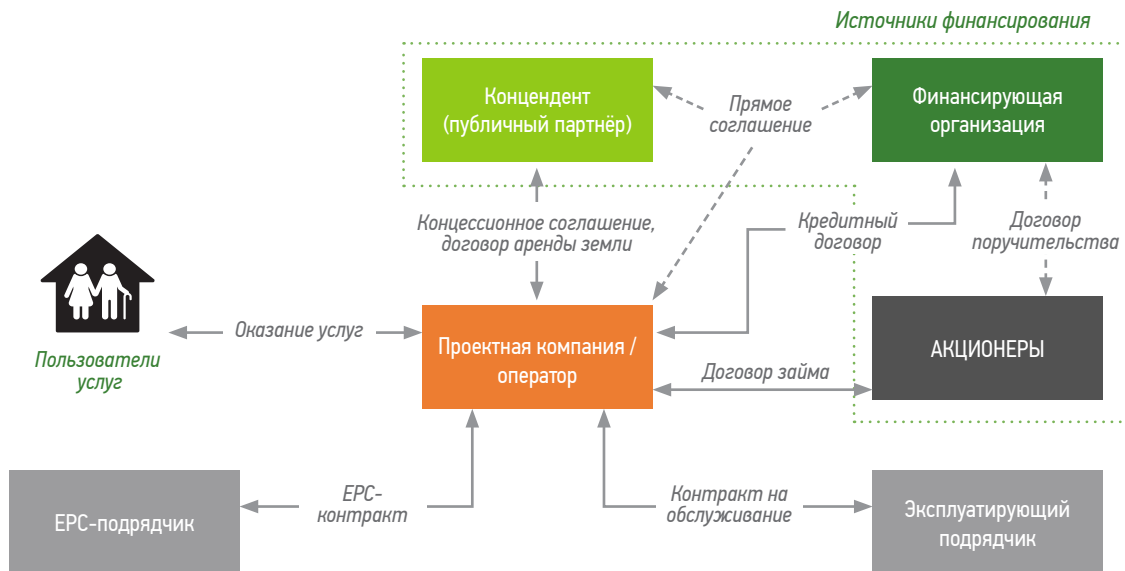 Источники финансирования
Концендент
(публичный партнёр)
Прямое
соглашение
Финансирующая
организация
Концессионное соглашение,
договор аренды земли
Кредитный
договор
Договор
поручительства
Оказание услуг
Пользователи
услуг
Проектная компания /
оператор
АКЦИОНЕРЫ
Договор займа
EPC-подрядчик
EPC-
контракт
Контракт на
обслуживание
Эксплуатирующий
подрядчик